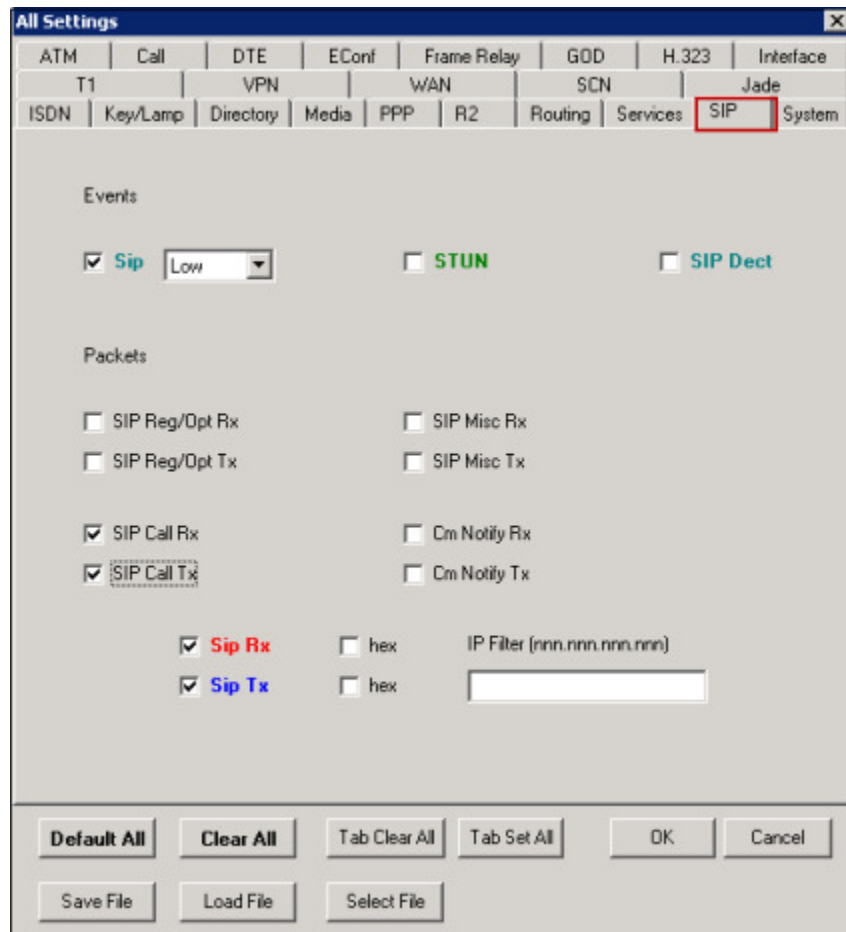 All Settings
ATM Call DTE EConf Frame Relay GOD H.323 Interface
T1 VPN WAN SCN Jade
ISDN Key/Lamp Directory Media PPP R2 Routing Services SIP System
Events
Sip Low STUN SIP Dect
Packets
SIP Reg/Opt Rx SIP Misc Rx
SIP Reg/Opt Tx SIP Misc Tx
SIP Call Rx Cm Notify Rx
SIP Call Tx Cm Notify Tx
Sip Rx hex IP Filter (nnn.nnn.nnn.nnn)
Sip Tx hex
Default All Clear All Tab Clear All Tab Set All OK Cancel
Save File Load File Select File